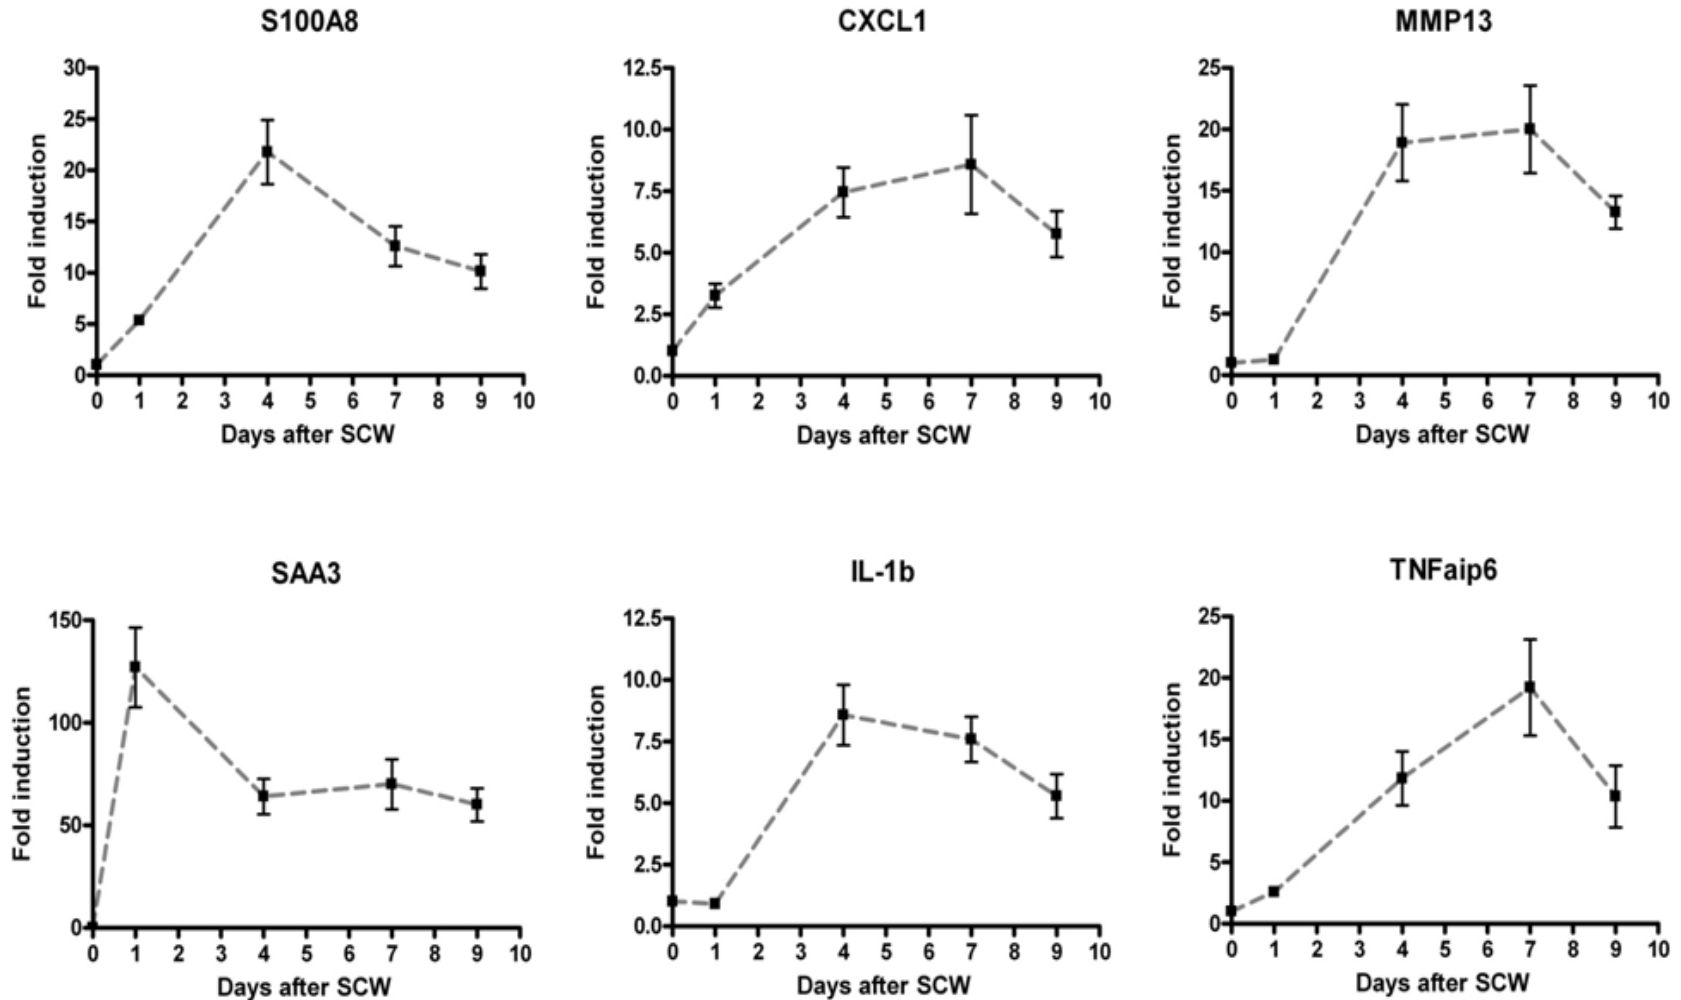 S100A8
30
25
20
15
10
5
0
Fold induction
0 1 2 3 4 5 6 7 8 9 10
Days after SCW
CXCL1
12.5
10.0
7.5
5.0
2.5
0.0
Fold induction
0 1 2 3 4 5 6 7 8 9 10
Days after SCW
MMP13
25
20
15
10
5
0
Fold induction
0 1 2 3 4 5 6 7 8 9 10
Days after SCW
SAA3
150
100
50
0
Fold induction
0 1 2 3 4 5 6 7 8 9 10
Days after SCW
IL-1b
12.5
10.0
7.5
5.0
2.5
0.0
Fold induction
0 1 2 3 4 5 6 7 8 9 10
Days after SCW
TNFaip6
25
20
15
10
5
0
Fold induction
0 1 2 3 4 5 6 7 8 9 10
Days after SCW